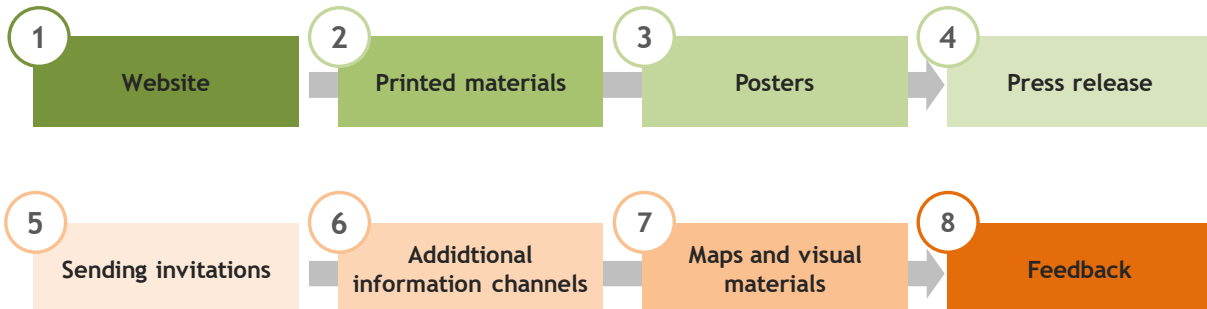 1
Website
2
Printed materials
3
Posters
4
Press release
5
Sending invitations
6
Addidtional
information channels
7
Maps and visual
materials
8
Feedback